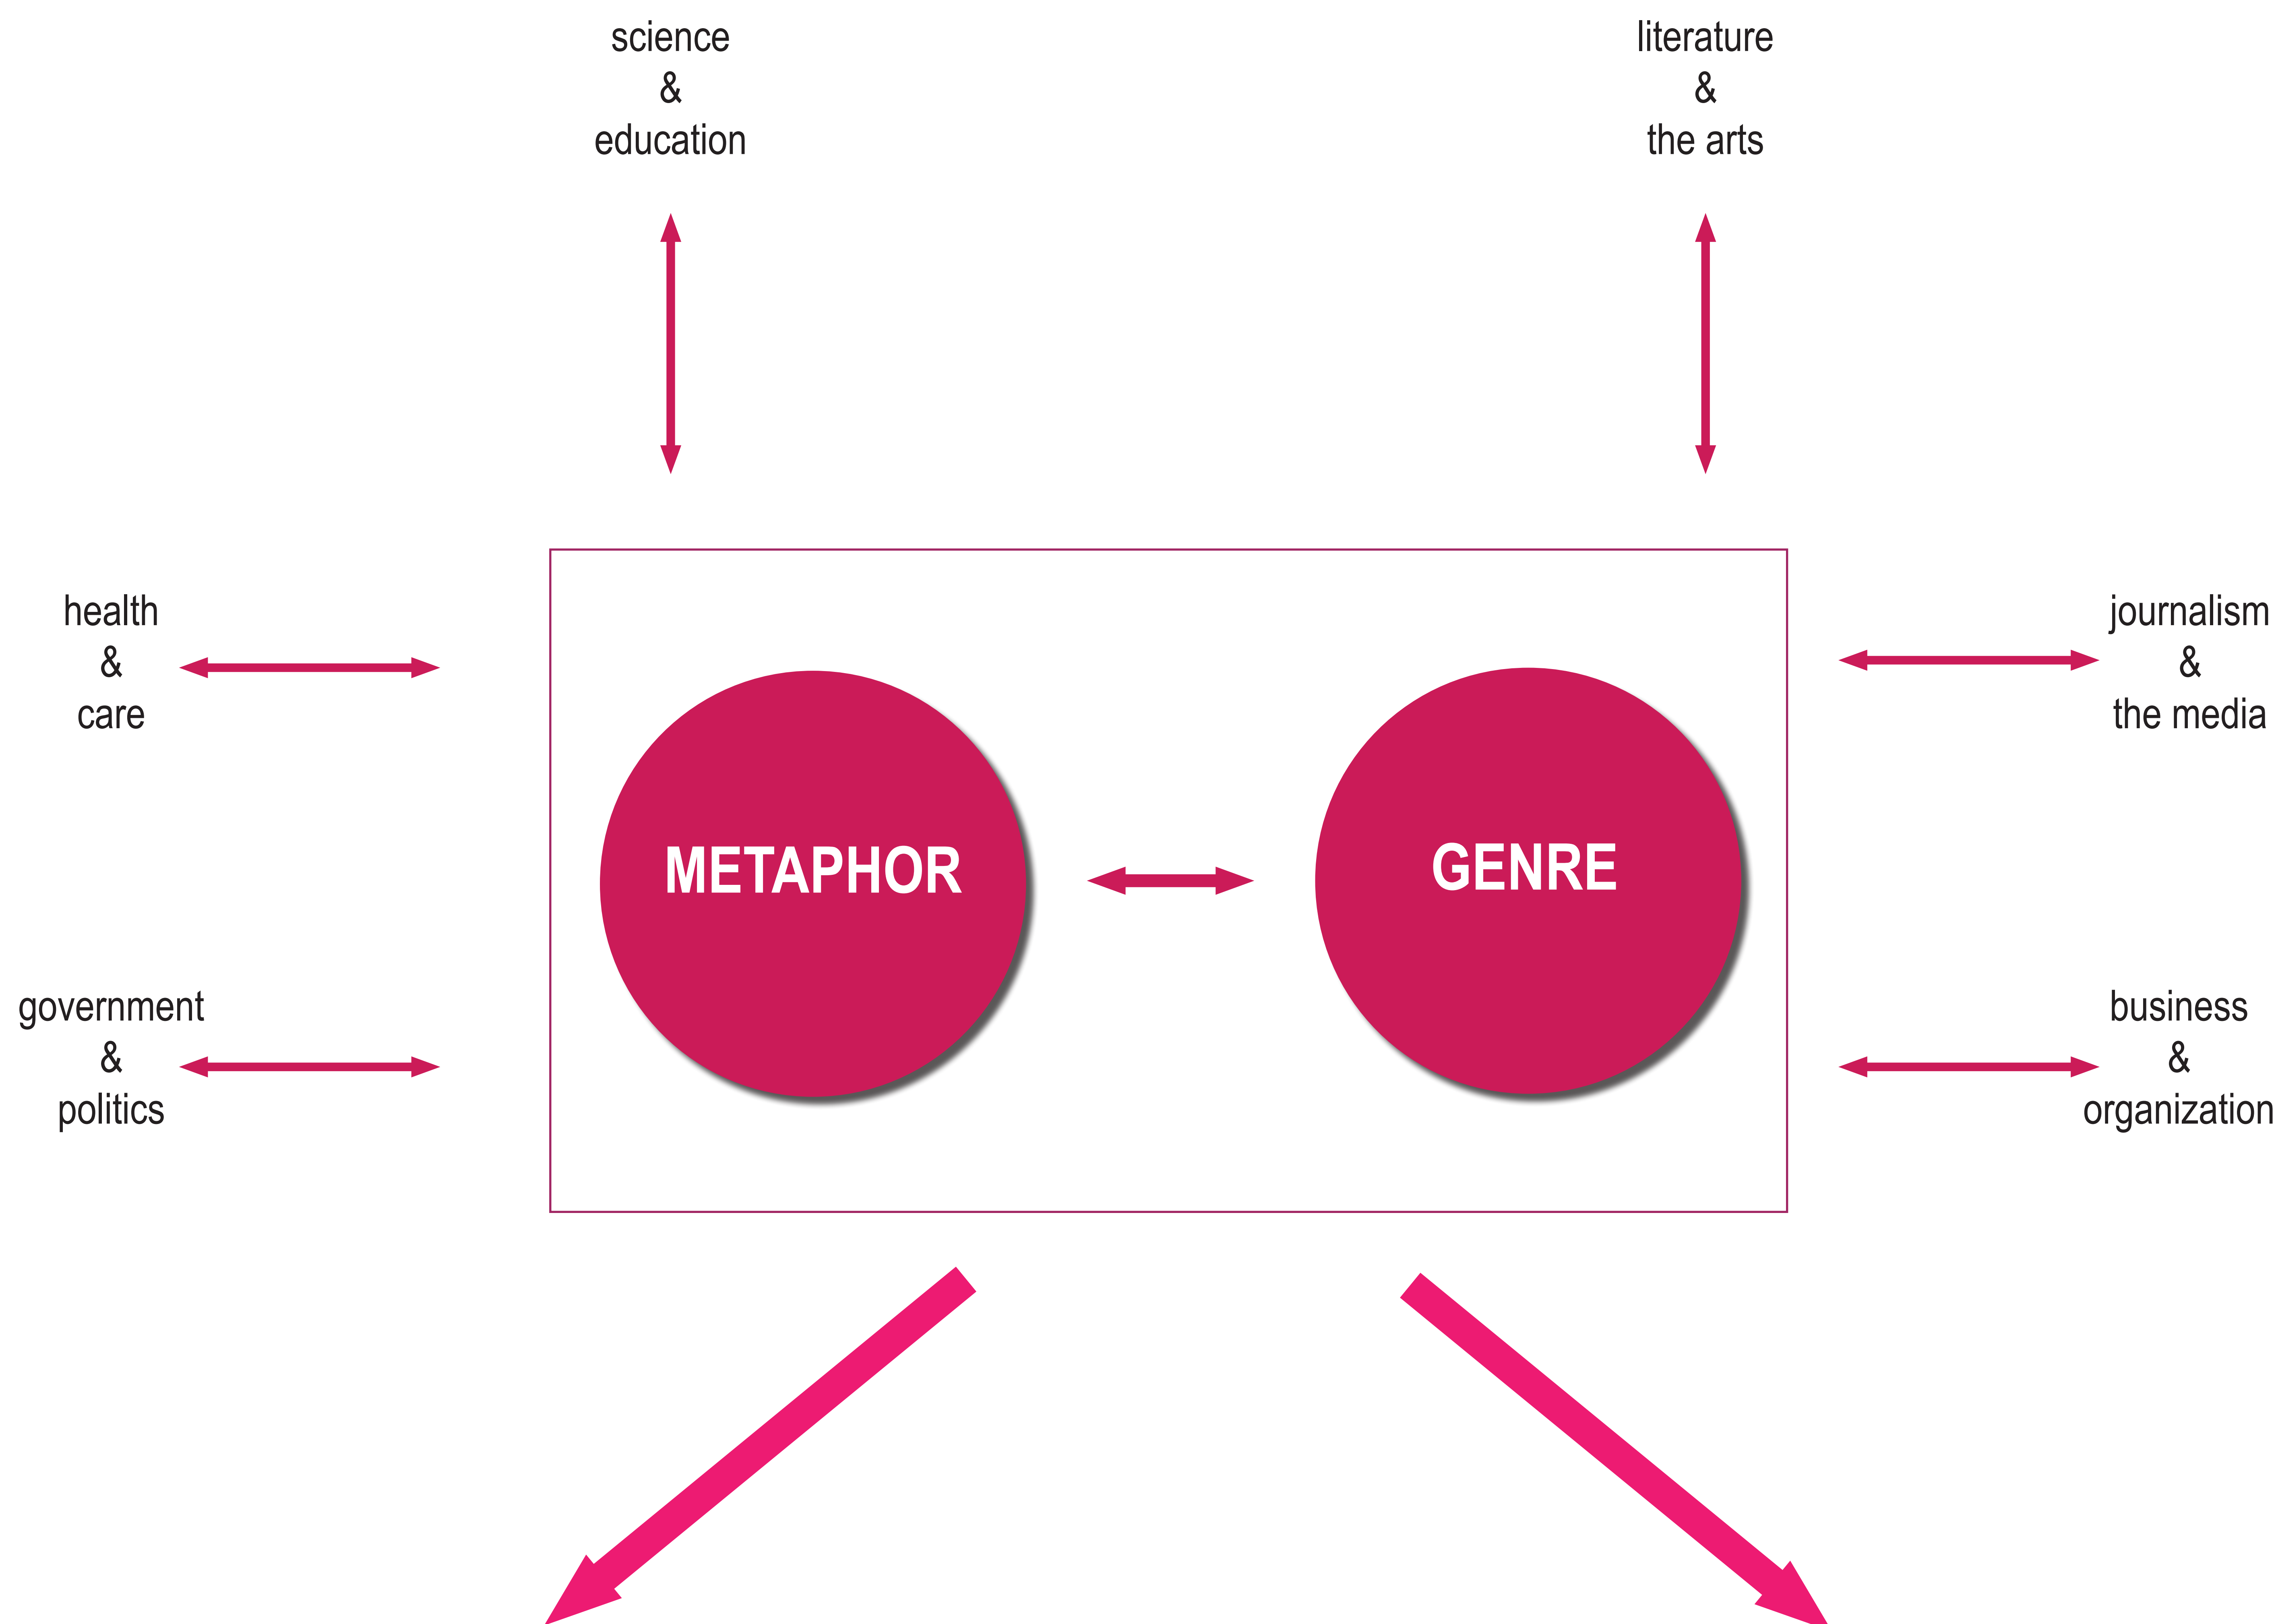 science
&
education
literature
&
the arts
health
&
care
journalism
&
the media
METAPHOR
GENRE
government
&
politics
business
&
organization